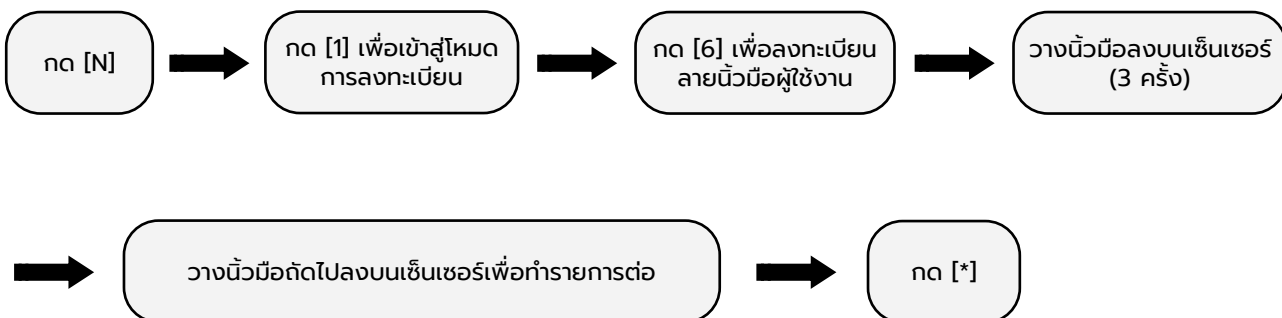 กด [N]
กด [1] เพื่อเข้าสู่โหมด
การลงทะเบียน
กด [6] เพื่อลงทะเบียน
ลายนิ้วมือผู้ใช้งาน
วางนิ้วมือลงบนเซ็นเซอร์
(3 ครั้ง)
วางนิ้วมือถัดไปลงบนเซ็นเซอร์เพื่อทำรายการต่อ
กด [*]